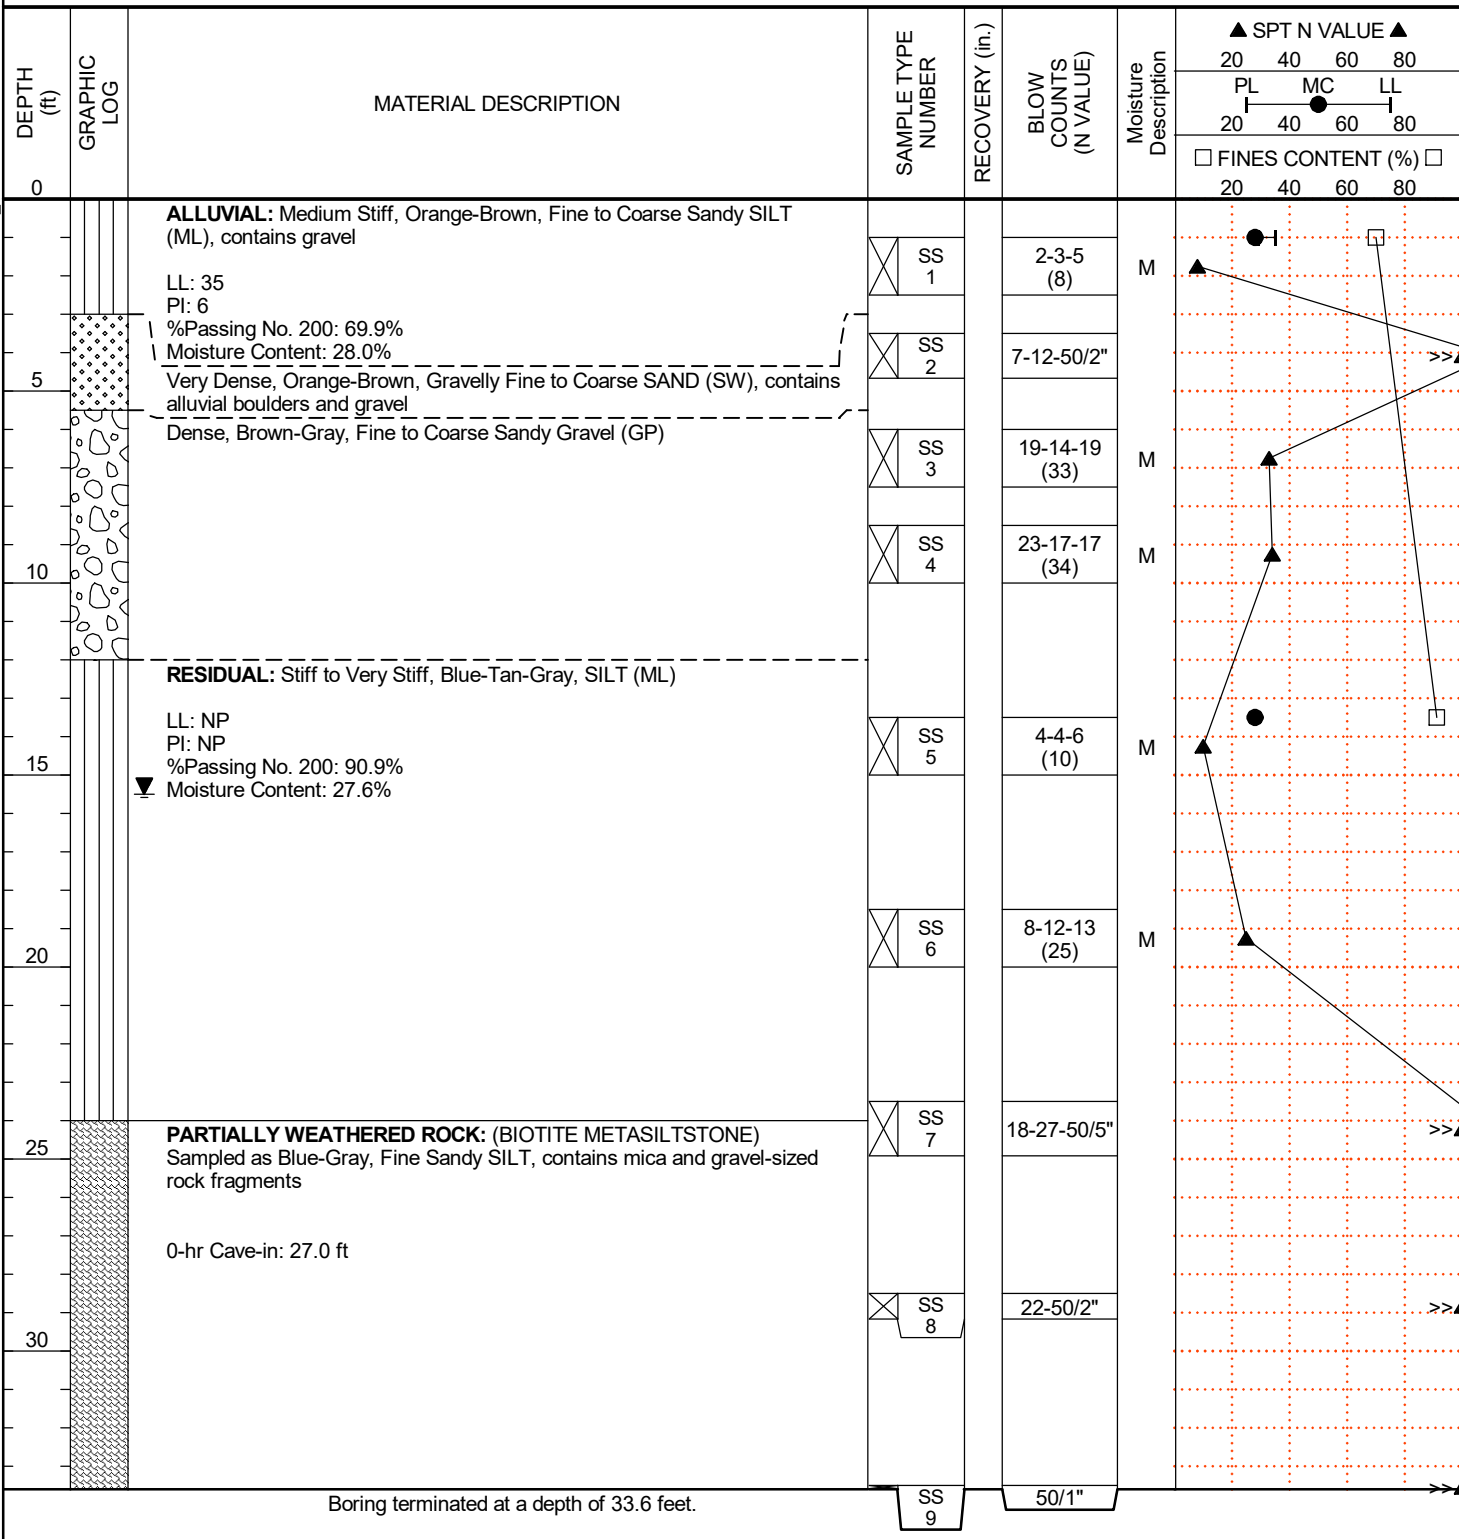 DEPTH
(ft)
GRAPHIC
LOG
MATERIAL DESCRIPTION
SAMPLE TYPE
NUMBER
RECOVERY (in.)
BLOW
COUNTS
(N VALUE)
Moisture
Description
▲ SPT N VALUE ▲
20 40 60 80
PL MC LL
20 40 60 80
□ FINES CONTENT (%) □
20 40 60 80
0
ALLUVIAL: Medium Stiff, Orange-Brown, Fine to Coarse Sandy SILT
(ML), contains gravel
LL: 35
PI: 6
%Passing No. 200: 69.9%
Moisture Content: 28.0%
SS
1
2-3-5
(8)
M
Very Dense, Orange-Brown, Gravelly Fine to Coarse SAND (SW), contains
alluvial boulders and gravel
SS
2
7-12-50/2"
>>
5
Dense, Brown-Gray, Fine to Coarse Sandy Gravel (GP)
SS
3
19-14-19
(33)
M
SS
4
23-17-17
(34)
M
10
RESIDUAL: Stiff to Very Stiff, Blue-Tan-Gray, SILT (ML)
LL: NP
PI: NP
%Passing No. 200: 90.9%
Moisture Content: 27.6%
SS
5
4-4-6
(10)
M
15
SS
6
8-12-13
(25)
M
20
SS
7
18-27-50/5"
>>
PARTIALLY WEATHERED ROCK: (BIOTITE METASILTSTONE)
Sampled as Blue-Gray, Fine Sandy SILT, contains mica and gravel-sized
rock fragments
25
0-hr Cave-in: 27.0 ft
SS
8
22-50/2"
>>
30
SS
9
50/1"
>>
Boring terminated at a depth of 33.6 feet.